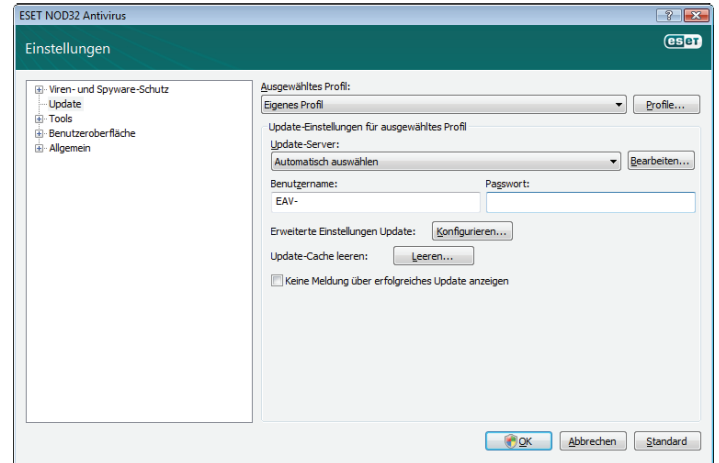 ESET NOD32 Antivirus
Einstellungen
eset
Viren- und Spyware-Schutz
Update
Tools
Benutzeroberfläche
Allgemein
Ausgewähltes Profil:
Eigenes Profil
Profile...
Update-Einstellungen für ausgewähltes Profil
Update-Server:
Automatisch auswählen
Bearbeiten...
Benutzername: Passwort:
EAV-
Erweiterte Einstellungen Update: Konfigurieren...
Update-Cache leeren: Leeren...
Keine Meldung über erfolgreiches Update anzeigen
OK Abbrechen Standard